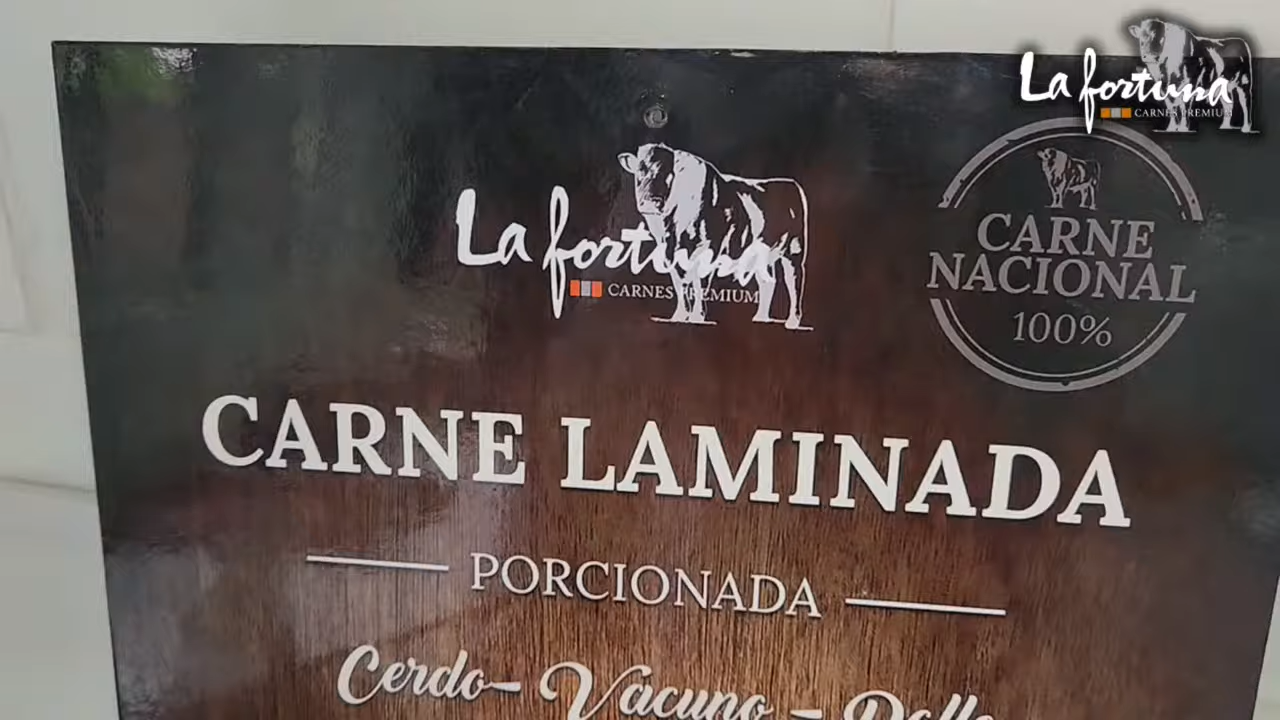 La fortuna
CARNES PREMIUM
La fortuna
CARNES PREMIUM
CARNE
NACIONAL
100%
CARNE LAMINADA
PORCIONADA
Cerdo - Vacuno - Pollo